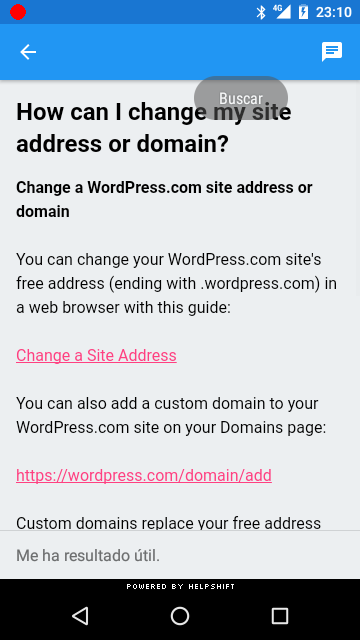 4G 23:10
Buscar
How can I change my site
address or domain?
Change a WordPress.com site address or
domain
You can change your WordPress.com site's
free address (ending with .wordpress.com) in
a web browser with this guide:
Change a Site Address
You can also add a custom domain to your
WordPress.com site on your Domains page:
https://wordpress.com/domain/add
Custom domains replace your free address
Me ha resultado útil.
POWERED BY HELPSHIFT